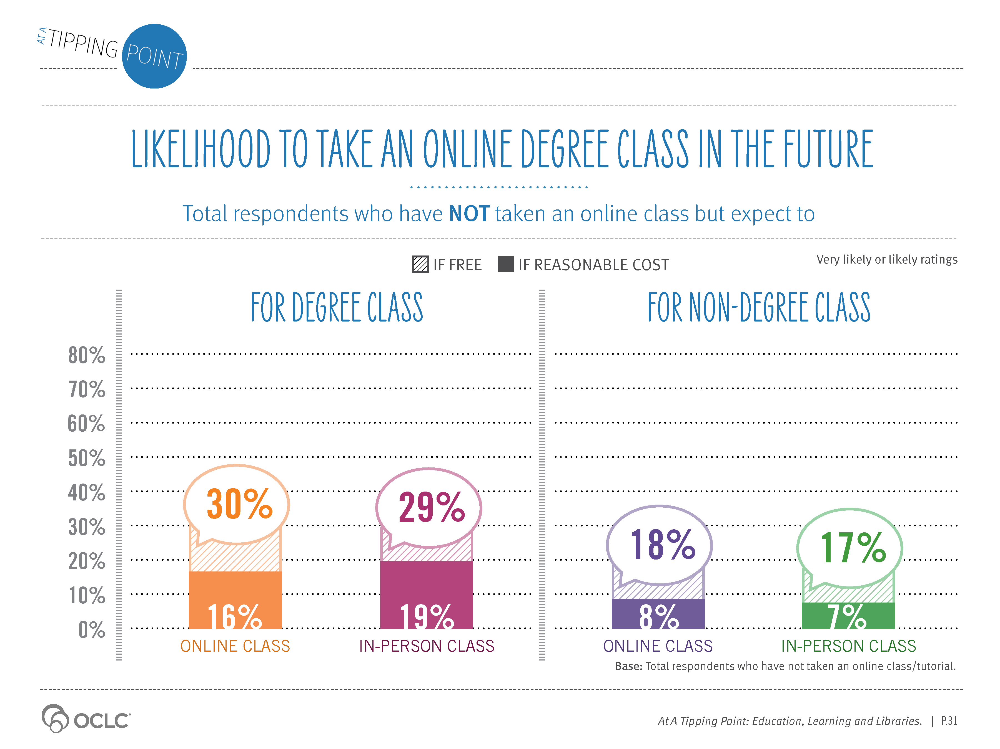 AT A TIPPING POINT
LIKELIHOOD TO TAKE AN ONLINE DEGREE CLASS IN THE FUTURE
Total respondents who have NOT taken an online class but expect to
IF FREE IF REASONABLE COST
Very likely or likely ratings
FOR DEGREE CLASS
FOR NON-DEGREE CLASS
80%
70%
60%
50%
40%
30%
20%
10%
0%
30%
29%
18%
17%
16%
19%
8%
7%
ONLINE CLASS
IN-PERSON CLASS
ONLINE CLASS
IN-PERSON CLASS
Base: Total respondents who have not taken an online class/tutorial.
OCLC
At A Tipping Point: Education, Learning and Libraries. | P.31